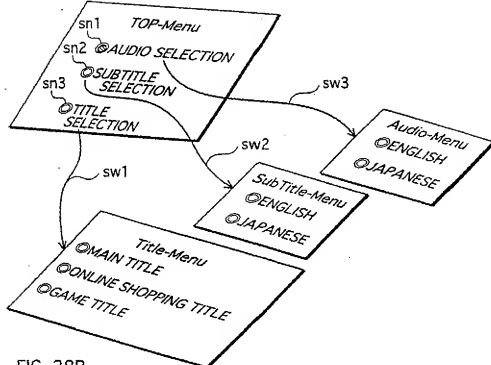 TOP-Menu
sn1
AUDIO SELECTION
sn2
SUBTITLE
SELECTION
sn3
TITLE
SELECTION
sw3
sw2
sw1
Audio-Menu
ENGLISH
JAPANESE
SubTitle-Menu
ENGLISH
JAPANESE
Title-Menu
MAIN TITLE
ONLINE SHOPPING TITLE
GAME TITLE